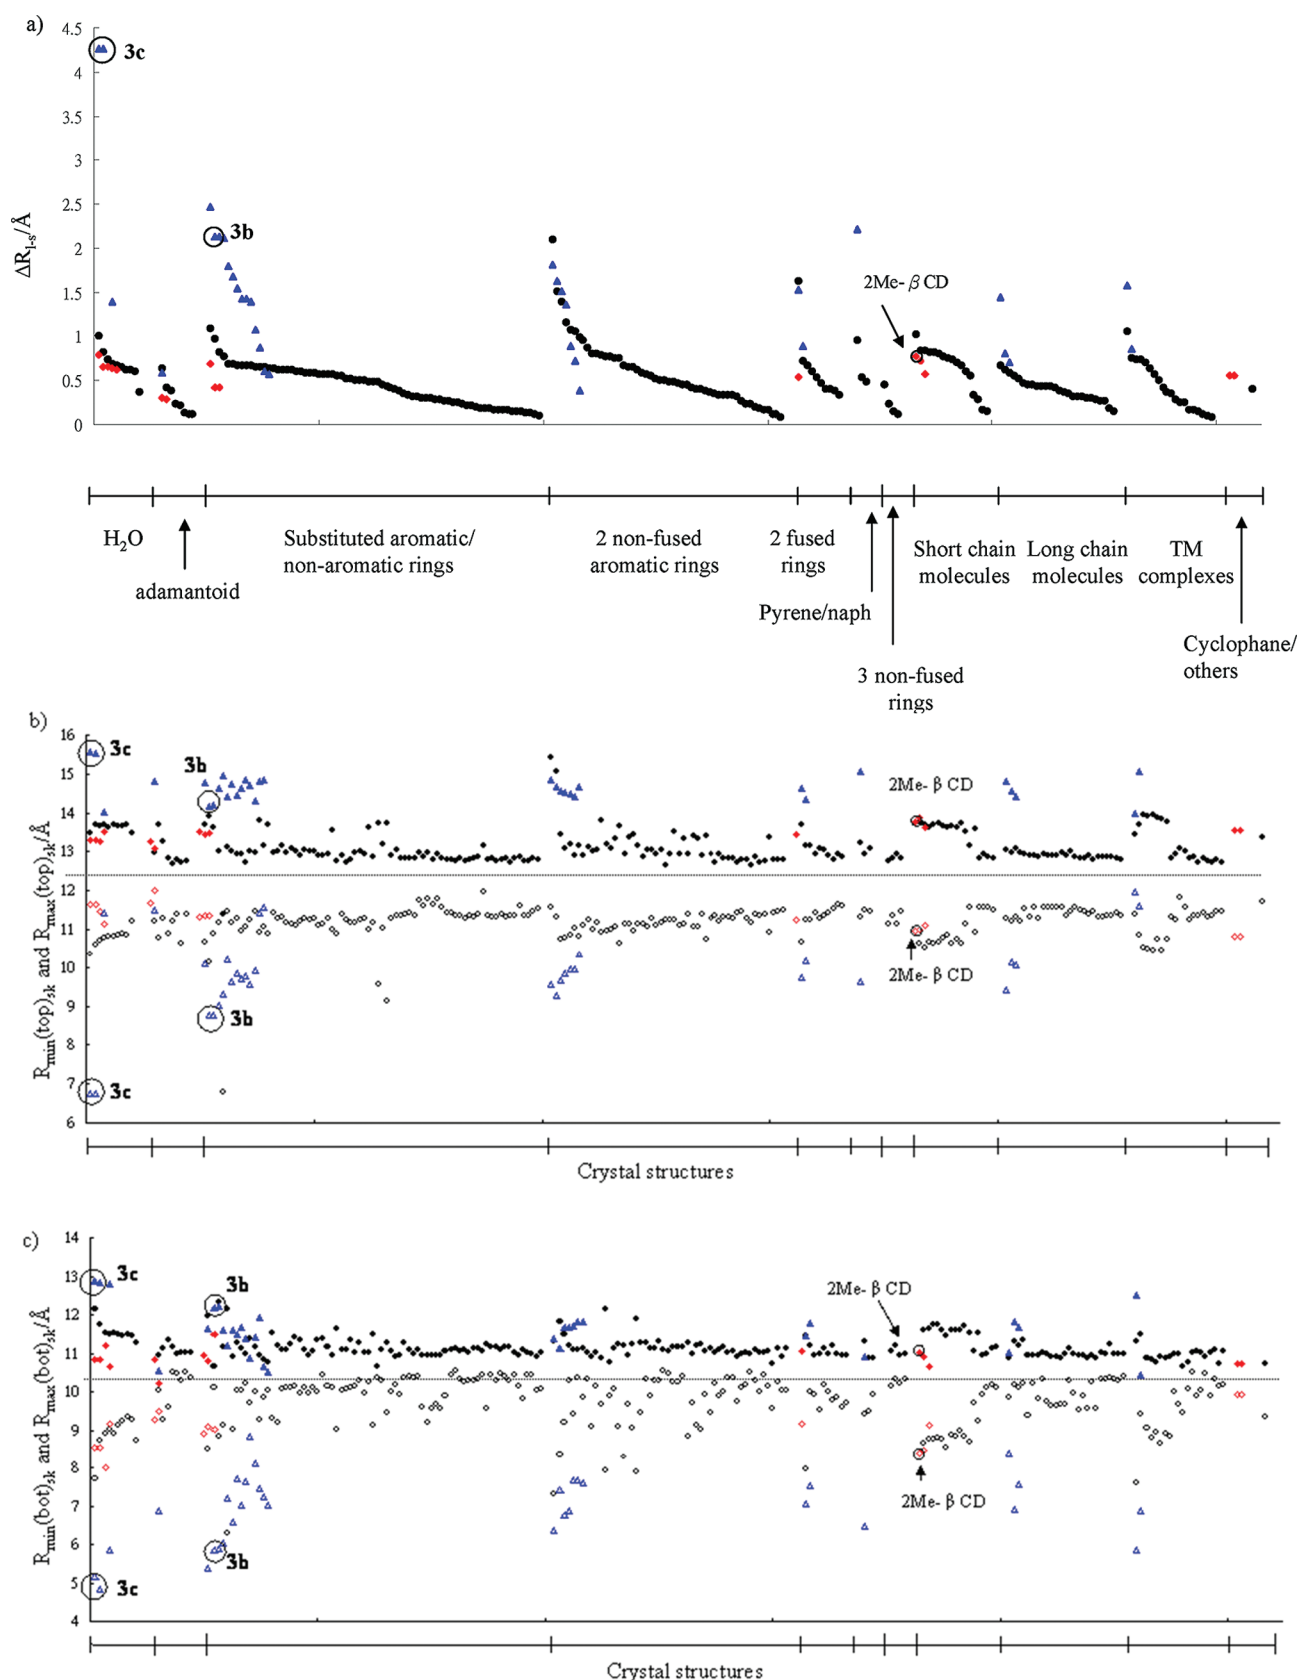 a)
4.5
4
3.5
3
2.5
2
1.5
1
0.5
0
ΔR₁₋ₛ/Å
3c
3b
2Me-βCD
H₂O
adamantoid
Substituted aromatic/
non-aromatic rings
2 non-fused
aromatic rings
2 fused
rings
Pyrene/naph
3 non-fused
rings
Short chain
molecules
Long chain
molecules
TM
complexes
Cyclophane/
others
b)
16
15
14
13
12
11
10
9
8
7
6
Rmin(top)sk and Rmax(top)sk/Å
3c
3b
2Me-β CD
2Me-β CD
3b
3c
Crystal structures
c)
14
13
12
11
10
9
8
7
6
5
4
Rmin(bot)sk and Rmax(bot)sk/Å
3c
3b
2Me-β CD
2Me-β CD
3b
3c
Crystal structures